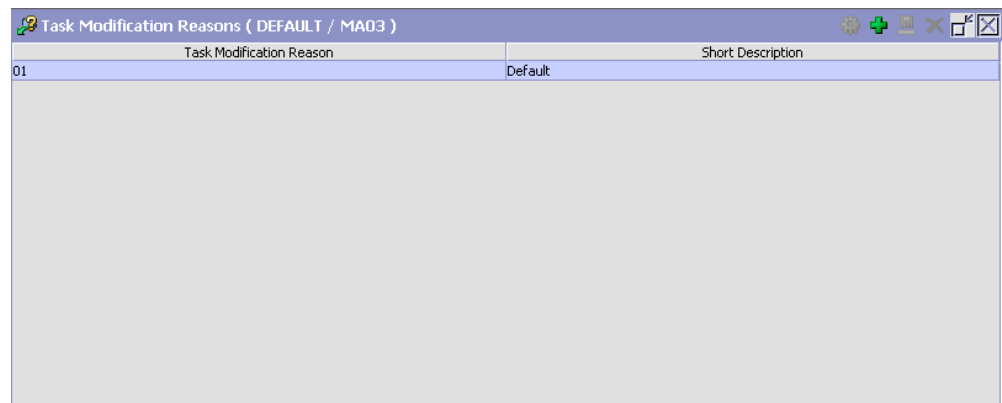 Task Modification Reasons ( DEFAULT / MA03 )
Task Modification Reason Short Description
01 Default